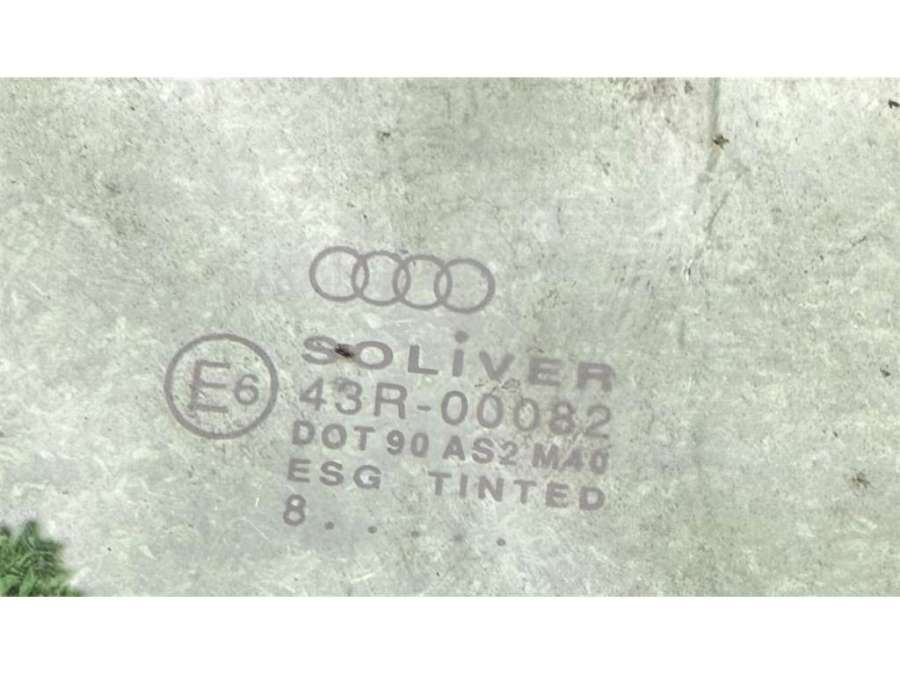 SOLiVER
E6 43R-00082
DOT 90 AS2 M40
ESG TINTED
8. . . .